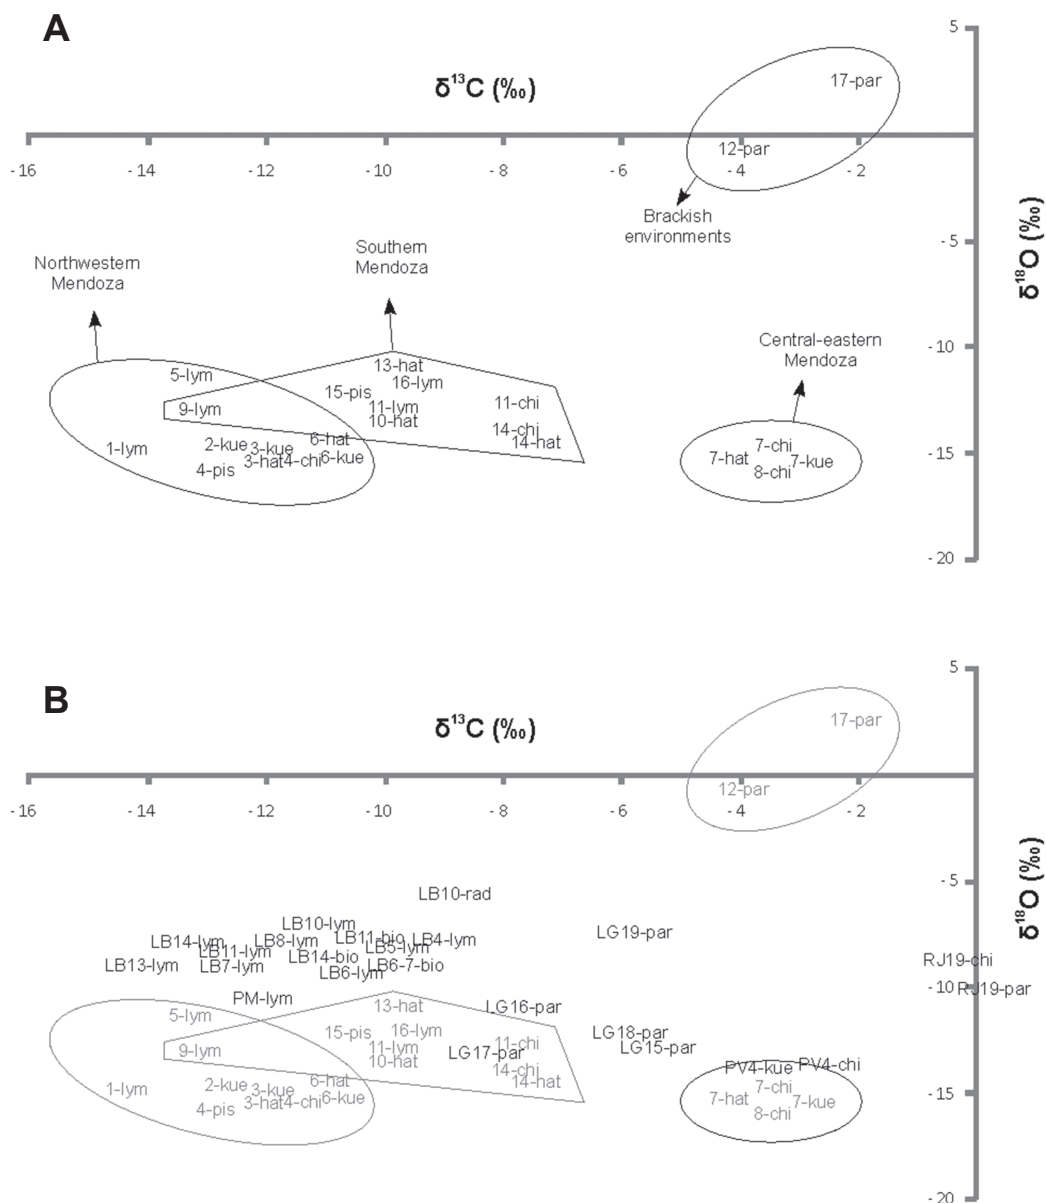 A
5
δ¹³C (‰)
17-par
12-par
-16
-14
-12
-10
-8
-6
-4
-2
Brackish
environments
-5
δ¹⁸O (‰)
Southern
Mendoza
Northwestern
Mendoza
-10
Central-eastern
Mendoza
13-hat
5-lym
16-lym
15-pis
11-chi
9-lym
11-lym
10-hat
14-chi
6-hat
14-hat
7-chi
2-kue
1-lym
3-kue
-15
6-kue
7-hat
7-kue
3-hat
4-chi
4-pis
8-chi
-20
B
5
δ¹³C (‰)
17-par
12-par
-16
-14
-12
-10
-8
-6
-4
-2
-5
δ¹⁸O (‰)
LB10-rad
LB10-lym
LG19-par
LB14-lym
LB8-lym
LB11-bio
LB4-lym
LB11-lym
LB5-lym
LB14-bio
RJ19-chi
LB13-lym
LB7-lym
LB6-lym
LB6-7-bio
-10
RJ19-par
PM-lym
13-hat
LG16-par
5-lym
16-lym
15-pis
LG18-par
11-chi
9-lym
11-lym
LG17-par
LG15-par
10-hat
PV4-kue
PV4-chi
14-chi
6-hat
14-hat
7-chi
1-lym
2-kue
3-kue
-15
6-kue
7-hat
7-kue
3-hat
4-chi
4-pis
8-chi
-20